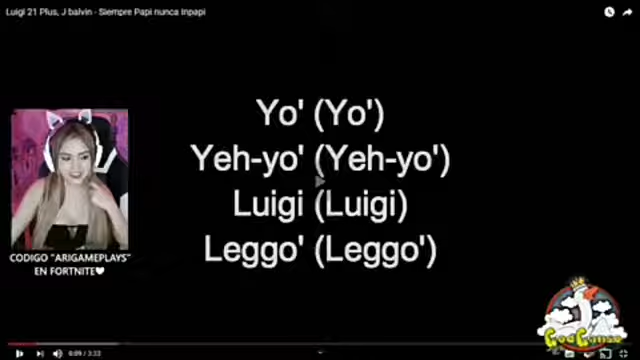 Luigi 21 Plus, J balvin - Siempre Papi nunca Inpapi
Yo' (Yo')
Yeh-yo' (Yeh-yo')
Luigi (Luigi)
Leggo' (Leggo')
CODIGO "ARIGAMEPLAYS"
EN FORTNITE❤
0:09 / 3:33